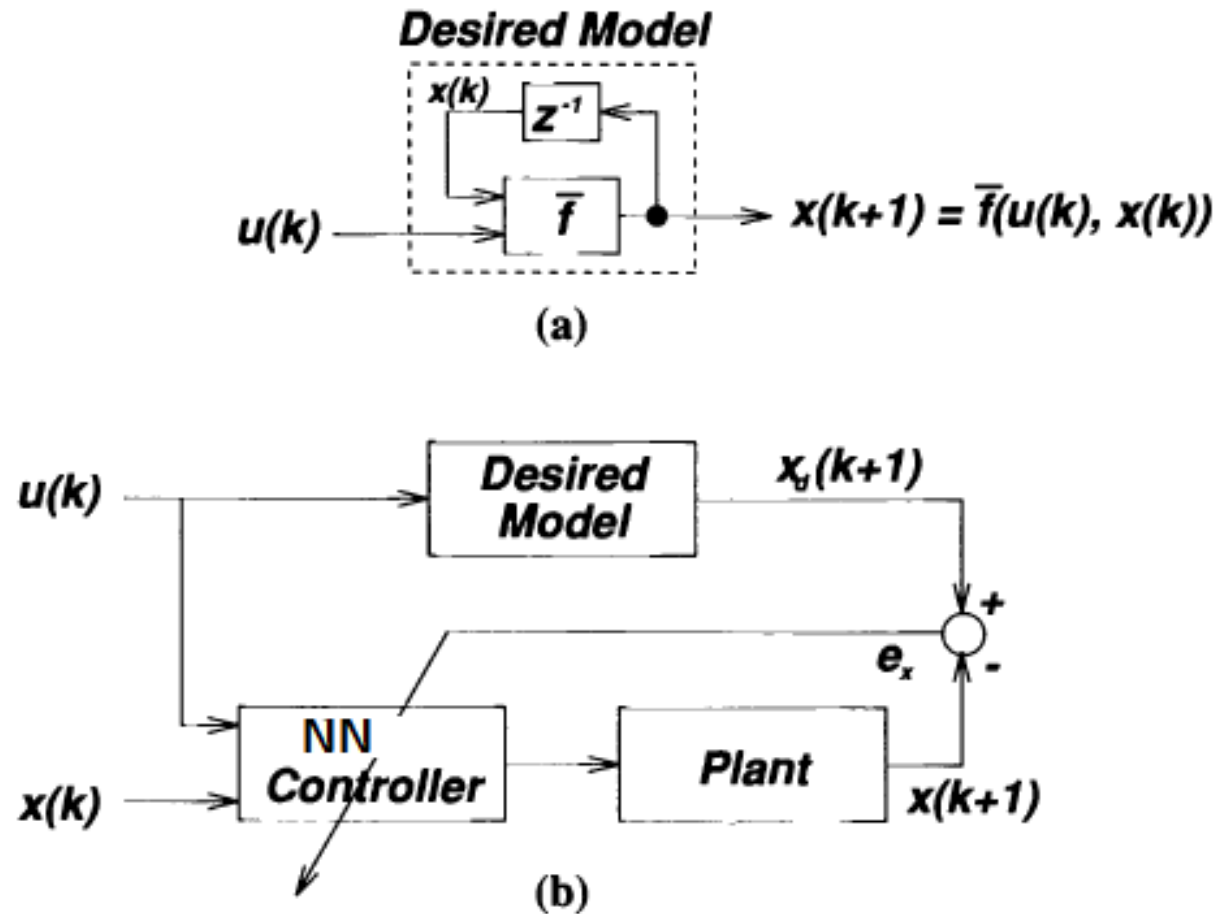 Desired Model
x(k)
z⁻¹
f̅
u(k)
x(k+1) = f̅(u(k), x(k))
(a)
u(k)
Desired
Model
x_d(k+1)
+
e_x
-
NN
Controller
Plant
x(k)
x(k+1)
(b)